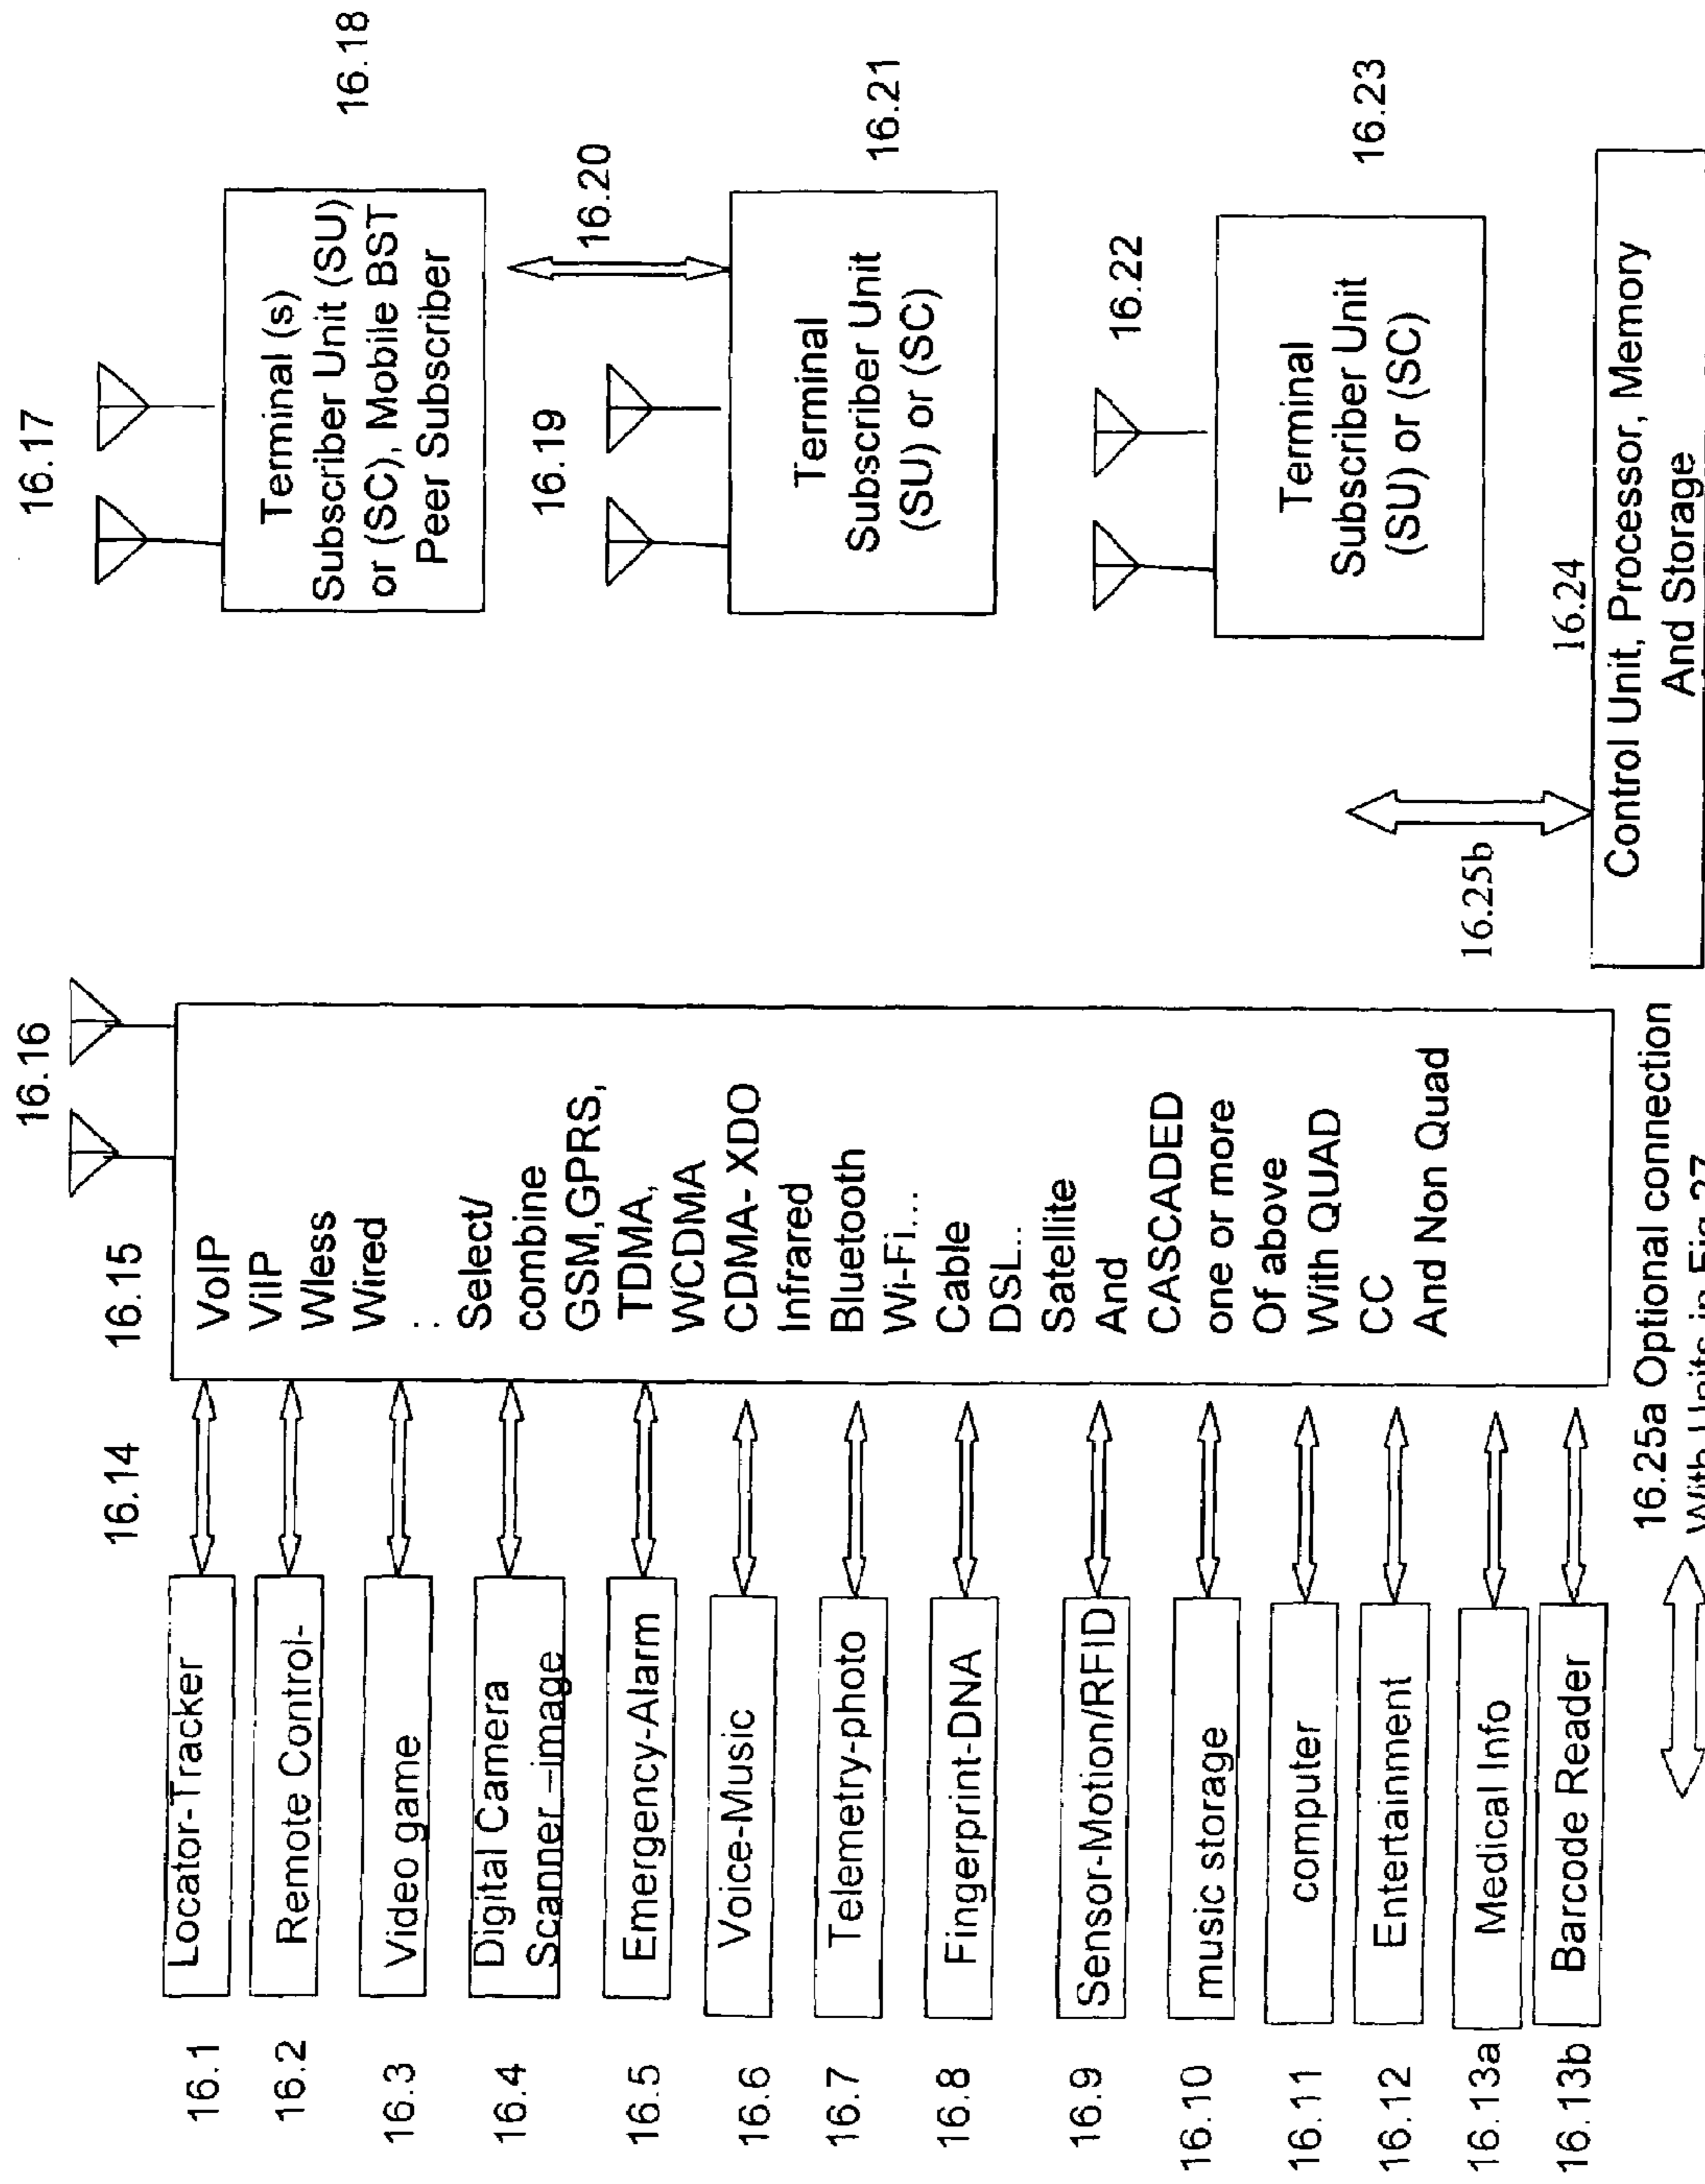 16.1
Locator-Tracker
16.2
Remote Control-
16.3
Video game
16.4
Digital Camera
Scanner –image
16.5
Emergency-Alarm
16.6
Voice-Music
16.7
Telemetry-photo
16.8
Fingerprint-DNA
16.9
Sensor-Motion/RFID
16.10
music storage
16.11
computer
16.12
Entertainment
16.13a
Medical Info
16.13b
Barcode Reader
16.14
16.15
16.16
VoIP
ViIP
Wless
Wired
..
Select/
combine
GSM,GPRS,
TDMA,
WCDMA
CDMA- XDO
Infrared
Bluetooth
Wi-Fi...
Cable
DSL..
Satellite
And
CASCADED
one or more
Of above
With QUAD
CC
And Non Quad
16.25a Optional connection
With Units in Fig 27
16.17
Terminal (s)
Subscriber Unit (SU)
or (SC), Mobile BST
Peer Subscriber
16.18
16.19
16.20
Terminal
Subscriber Unit
(SU) or (SC)
16.21
16.22
Terminal
Subscriber Unit
(SU) or (SC)
16.23
16.25b
16.24
Control Unit, Processor, Memory
And Storage